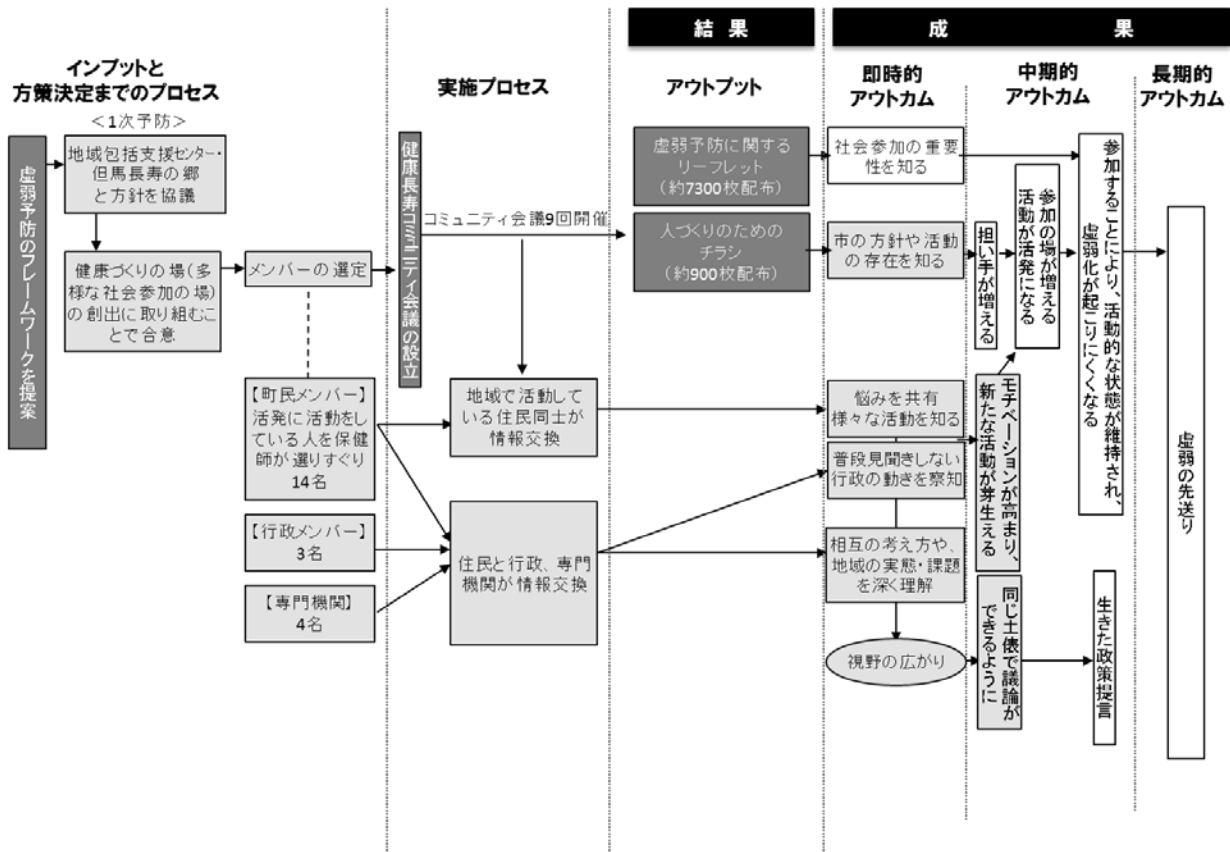 結 果
成 果
インプットと
方策決定までのプロセス
実施プロセス
アウトプット
即時的
アウトカム
中期的
アウトカム
長期的
アウトカム
＜1次予防＞
虚弱予防のフレームワークを提案
地域包括支援センター・
但馬長寿の郷
と方針を協議
健康づくりの場(多
様な社会参加の場)
の創出に取り組むこ
とで合意
メンバーの選定
【町民メンバー】
活発に活動をし
ている人を保健
師が選りすぐり
14名
【行政メンバー】
3名
【専門機関】
4名
健康長寿コミュニティ会議の設立
コミュニティ会議9回開催
地域で活動して
いる住民同士が
情報交換
住民と行政、専門
機関が情報交換
虚弱予防に関する
リーフレット
(約7300枚配布)
人づくりのための
チラシ
(約900枚配布)
社会参加の重要
性を知る
市の方針や活動
の存在を知る
悩みを共有
様々な活動を知る
普段見聞きしない
行政の動きを察知
相互の考え方や、
地域の実態・課題
を深く理解
視野の広がり
担い手が増える
参加の場が増える
活動が活発になる
モチベーションが高まり、
新たな活動が芽生える
同じ土俵で議論が
できるように
参加することにより、活動的な状態が維持され、
虚弱化が起こりにくくなる
生きた政策提言
虚弱の先送り